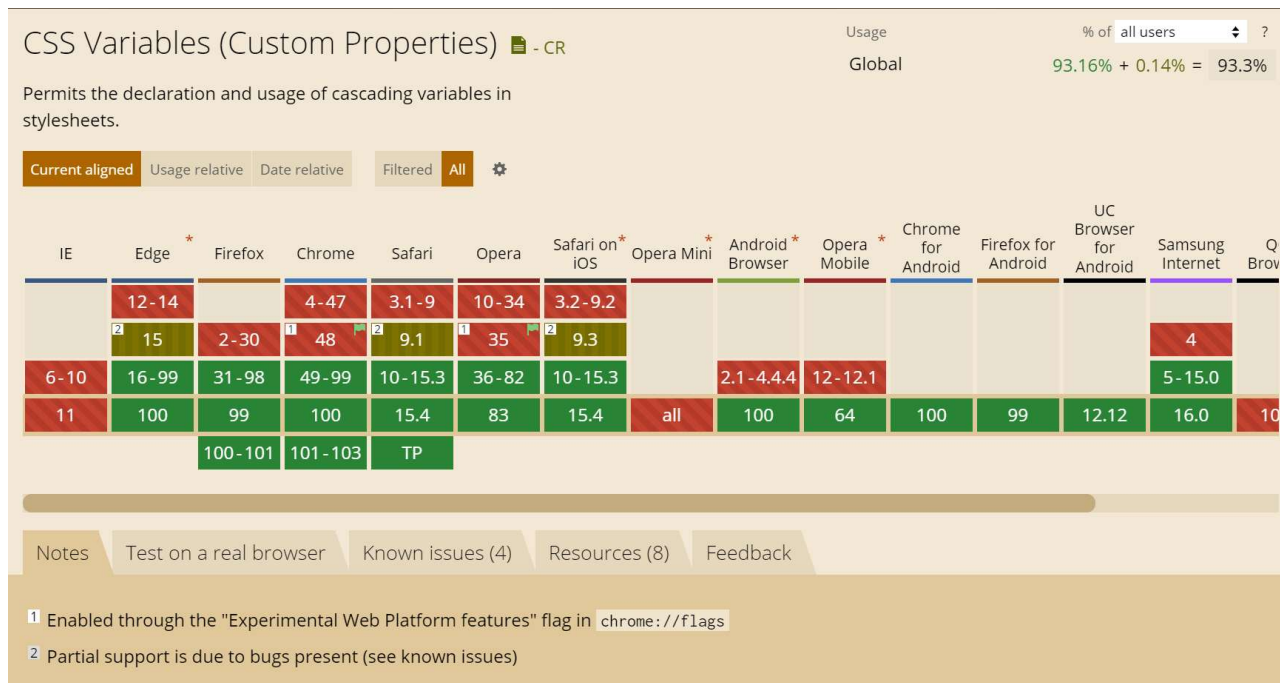 CSS Variables (Custom Properties) - CR
Usage % of all users ?
Global 93.16% + 0.14% = 93.3%
Permits the declaration and usage of cascading variables in
stylesheets.
Current aligned Usage relative Date relative Filtered All
IE Edge * Firefox Chrome Safari Opera Safari on iOS * Opera Mini * Android Browser * Opera Mobile * Chrome for Android Firefox for Android UC Browser for Android Samsung Internet
12-14 4-47 3.1-9 10-34 3.2-9.2
2 15 2-30 1 48 2 9.1 1 35 2 9.3 4
6-10 16-99 31-98 49-99 10-15.3 36-82 10-15.3 2.1-4.4.4 12-12.1 5-15.0
11 100 99 100 15.4 83 15.4 all 100 64 100 99 12.12 16.0 10
100-101 101-103 TP
Notes Test on a real browser Known issues (4) Resources (8) Feedback
1 Enabled through the "Experimental Web Platform features" flag in chrome://flags
2 Partial support is due to bugs present (see known issues)